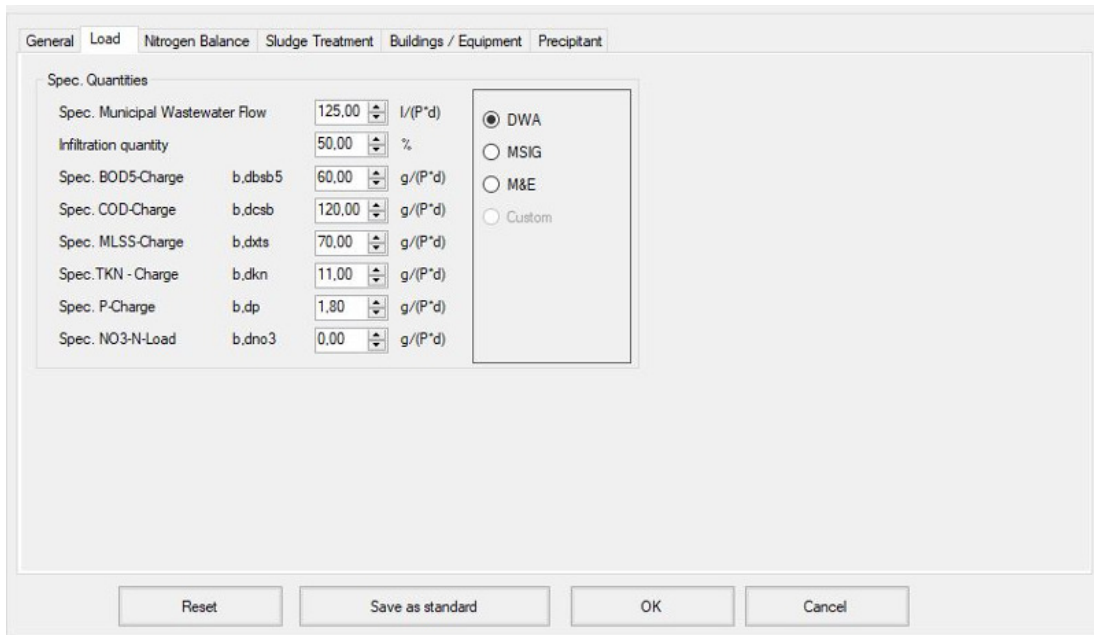 General Load Nitrogen Balance Sludge Treatment Buildings / Equipment Precipitant
Spec. Quantities
Spec. Municipal Wastewater Flow 125,00 l/(P*d)
Infiltration quantity 50,00 %
Spec. BOD5-Charge b,dbsb5 60,00 g/(P*d)
Spec. COD-Charge b,dcsb 120,00 g/(P*d)
Spec. MLSS-Charge b,dxts 70,00 g/(P*d)
Spec.TKN - Charge b,dkn 11,00 g/(P*d)
Spec. P-Charge b,dp 1,80 g/(P*d)
Spec. NO3-N-Load b,dno3 0,00 g/(P*d)
DWA
MSIG
M&E
Custom
Reset Save as standard OK Cancel